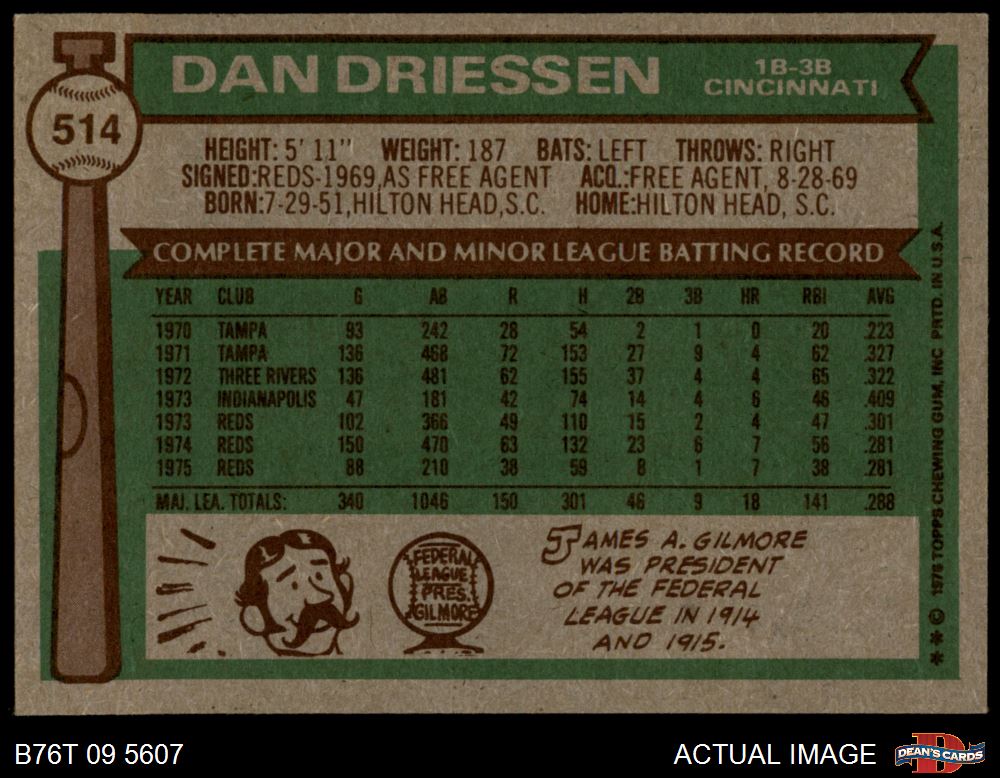 DAN DRIESSEN
1B-3B
CINCINNATI
514
HEIGHT: 5' 11" WEIGHT: 187 BATS: LEFT THROWS: RIGHT
SIGNED:REDS-1969,AS FREE AGENT ACQ.:FREE AGENT, 8-28-69
BORN:7-29-51,HILTON HEAD,S.C. HOME:HILTON HEAD, S.C.
COMPLETE MAJOR AND MINOR LEAGUE BATTING RECORD
YEAR CLUB G AB R H 2B 3B HR RBI AVG
1970 TAMPA 93 242 28 54 2 1 0 20 .223
1971 TAMPA 136 468 72 153 27 9 4 62 .327
1972 THREE RIVERS 136 481 62 155 37 4 4 65 .322
1973 INDIANAPOLIS 47 181 42 74 14 4 6 46 .409
1973 REDS 102 366 49 110 15 2 4 47 .301
1974 REDS 150 470 63 132 23 6 7 56 .281
1975 REDS 88 210 38 59 8 1 7 38 .281
MAJ. LEA. TOTALS: 340 1046 150 301 46 9 18 141 .288
FEDERAL
LEAGUE
PRES.
GILMORE
JAMES A. GILMORE
WAS PRESIDENT
OF THE FEDERAL
LEAGUE IN 1914
AND 1915.
** © 1976 TOPPS CHEWING GUM, INC PRTD. IN U.S.A.
B76T 09 5607
ACTUAL IMAGE
D
DEAN'S CARDS